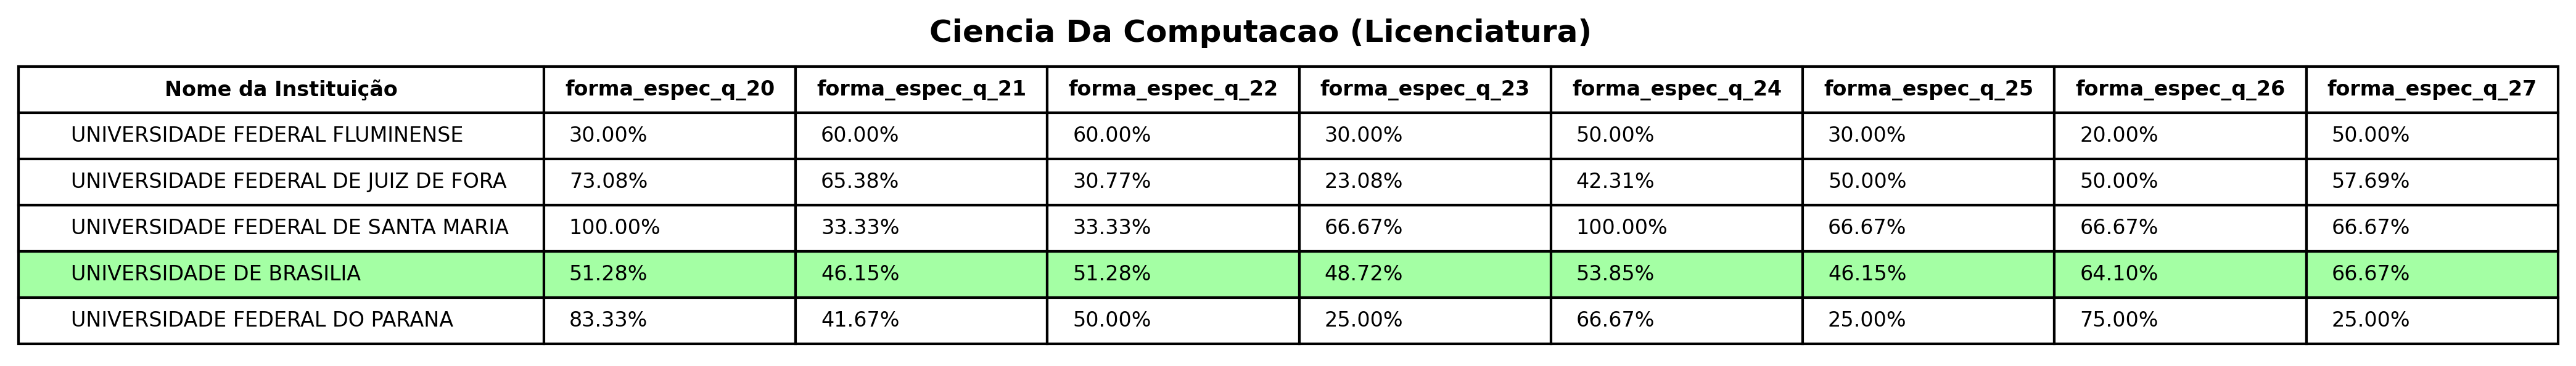 Ciencia Da Computacao (Licenciatura)
Nome da Instituição forma_espec_q_20 forma_espec_q_21 forma_espec_q_22 forma_espec_q_23 forma_espec_q_24 forma_espec_q_25 forma_espec_q_26 forma_espec_q_27
UNIVERSIDADE FEDERAL FLUMINENSE 30.00% 60.00% 60.00% 30.00% 50.00% 30.00% 20.00% 50.00%
UNIVERSIDADE FEDERAL DE JUIZ DE FORA 73.08% 65.38% 30.77% 23.08% 42.31% 50.00% 50.00% 57.69%
UNIVERSIDADE FEDERAL DE SANTA MARIA 100.00% 33.33% 33.33% 66.67% 100.00% 66.67% 66.67% 66.67%
UNIVERSIDADE DE BRASILIA 51.28% 46.15% 51.28% 48.72% 53.85% 46.15% 64.10% 66.67%
UNIVERSIDADE FEDERAL DO PARANA 83.33% 41.67% 50.00% 25.00% 66.67% 25.00% 75.00% 25.00%